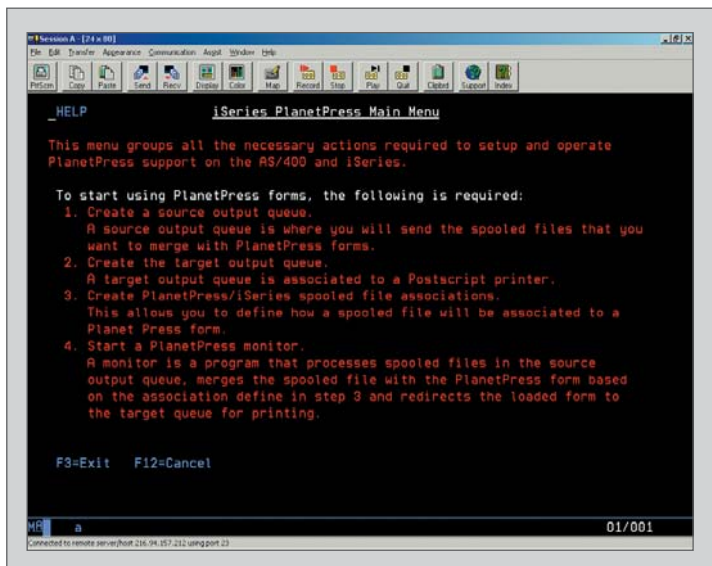 Session A - [24 x 80]
File Edit Transfer Appearance Communication Assist Window Help
PrtScrn Copy Paste Send Recv Display Color Map Record Stop Play Quit Clipbrd Support Index
_HELP iSeries PlanetPress Main Menu
This menu groups all the necessary actions required to setup and operate
PlanetPress support on the AS/400 and iSeries.
To start using PlanetPress forms, the following is required:
1. Create a source output queue.
A source output queue is where you will send the spooled files that you
want to merge with PlanetPress forms.
2. Create the target output queue.
A target output queue is associated to a Postscript printer.
3. Create PlanetPress/iSeries spooled file associations.
This allows you to define how a spooled file will be associated to a
Planet Press form.
4. Start a PlanetPress monitor.
A monitor is a program that processes spooled files in the source
output queue, merges the spooled file with the PlanetPress form based
on the association define in step 3 and redirects the loaded form to
the target queue for printing.
F3=Exit F12=Cancel
MA a 01/001
Connected to remote server/host 216.94.157.212 using port 23